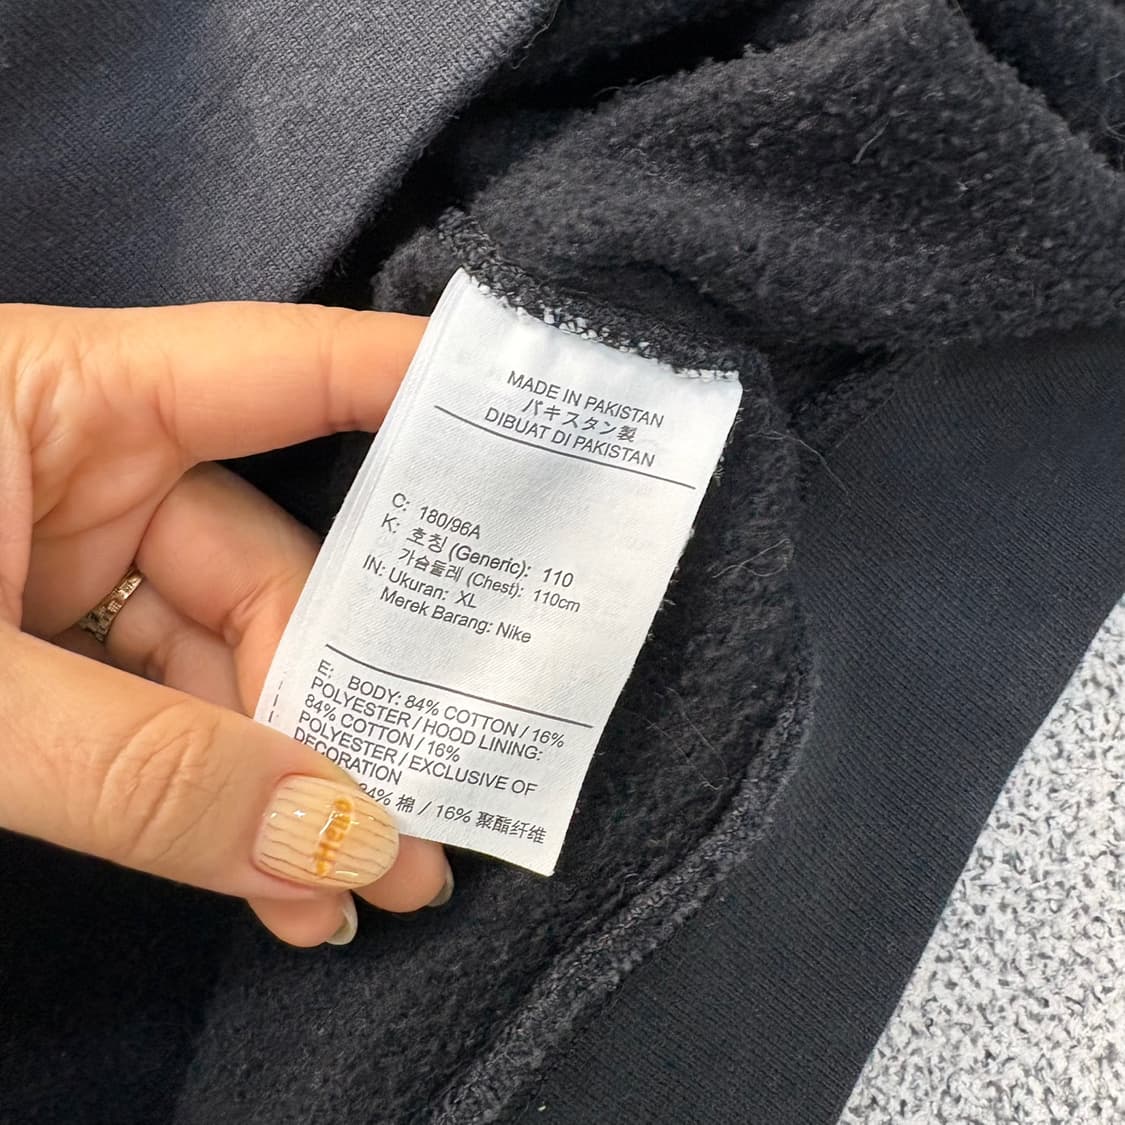 MADE IN PAKISTAN
パキスタン製
DIBUAT DI PAKISTAN
C: 180/96A
K: 호칭 (Generic): 110
가슴둘레 (Chest): 110cm
IN: Ukuran: XL
Merek Barang: Nike
E: BODY: 84% COTTON / 16%
POLYESTER / HOOD LINING:
84% COTTON / 16%
POLYESTER / EXCLUSIVE OF
DECORATION
84% 棉 / 16% 聚酯纤维